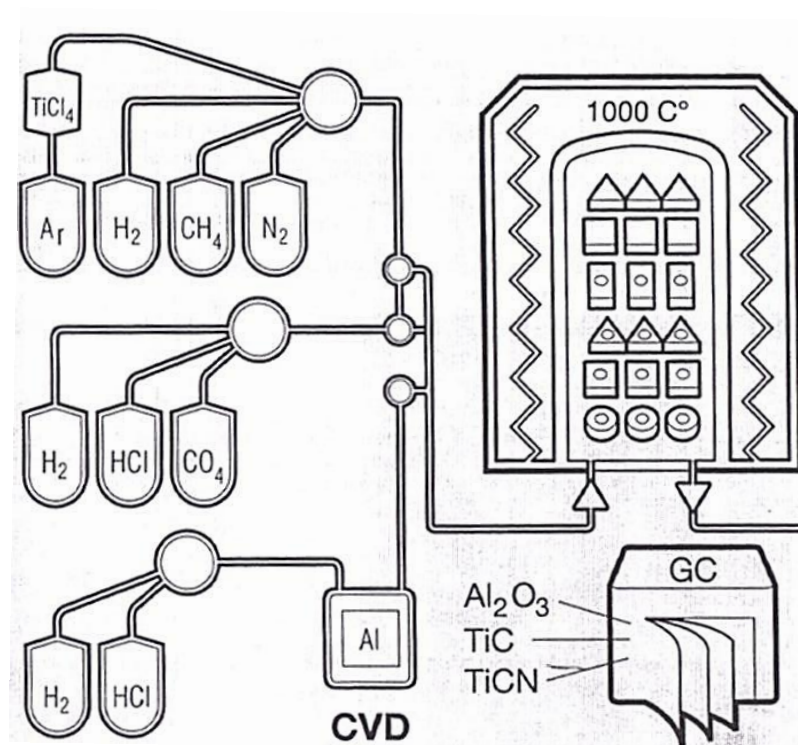 TiCl₄
Ar
H₂
CH₄
N₂
1000 C°
H₂
HCl
CO₄
H₂
HCl
Al
CVD
GC
Al₂O₃
TiC
TiCN